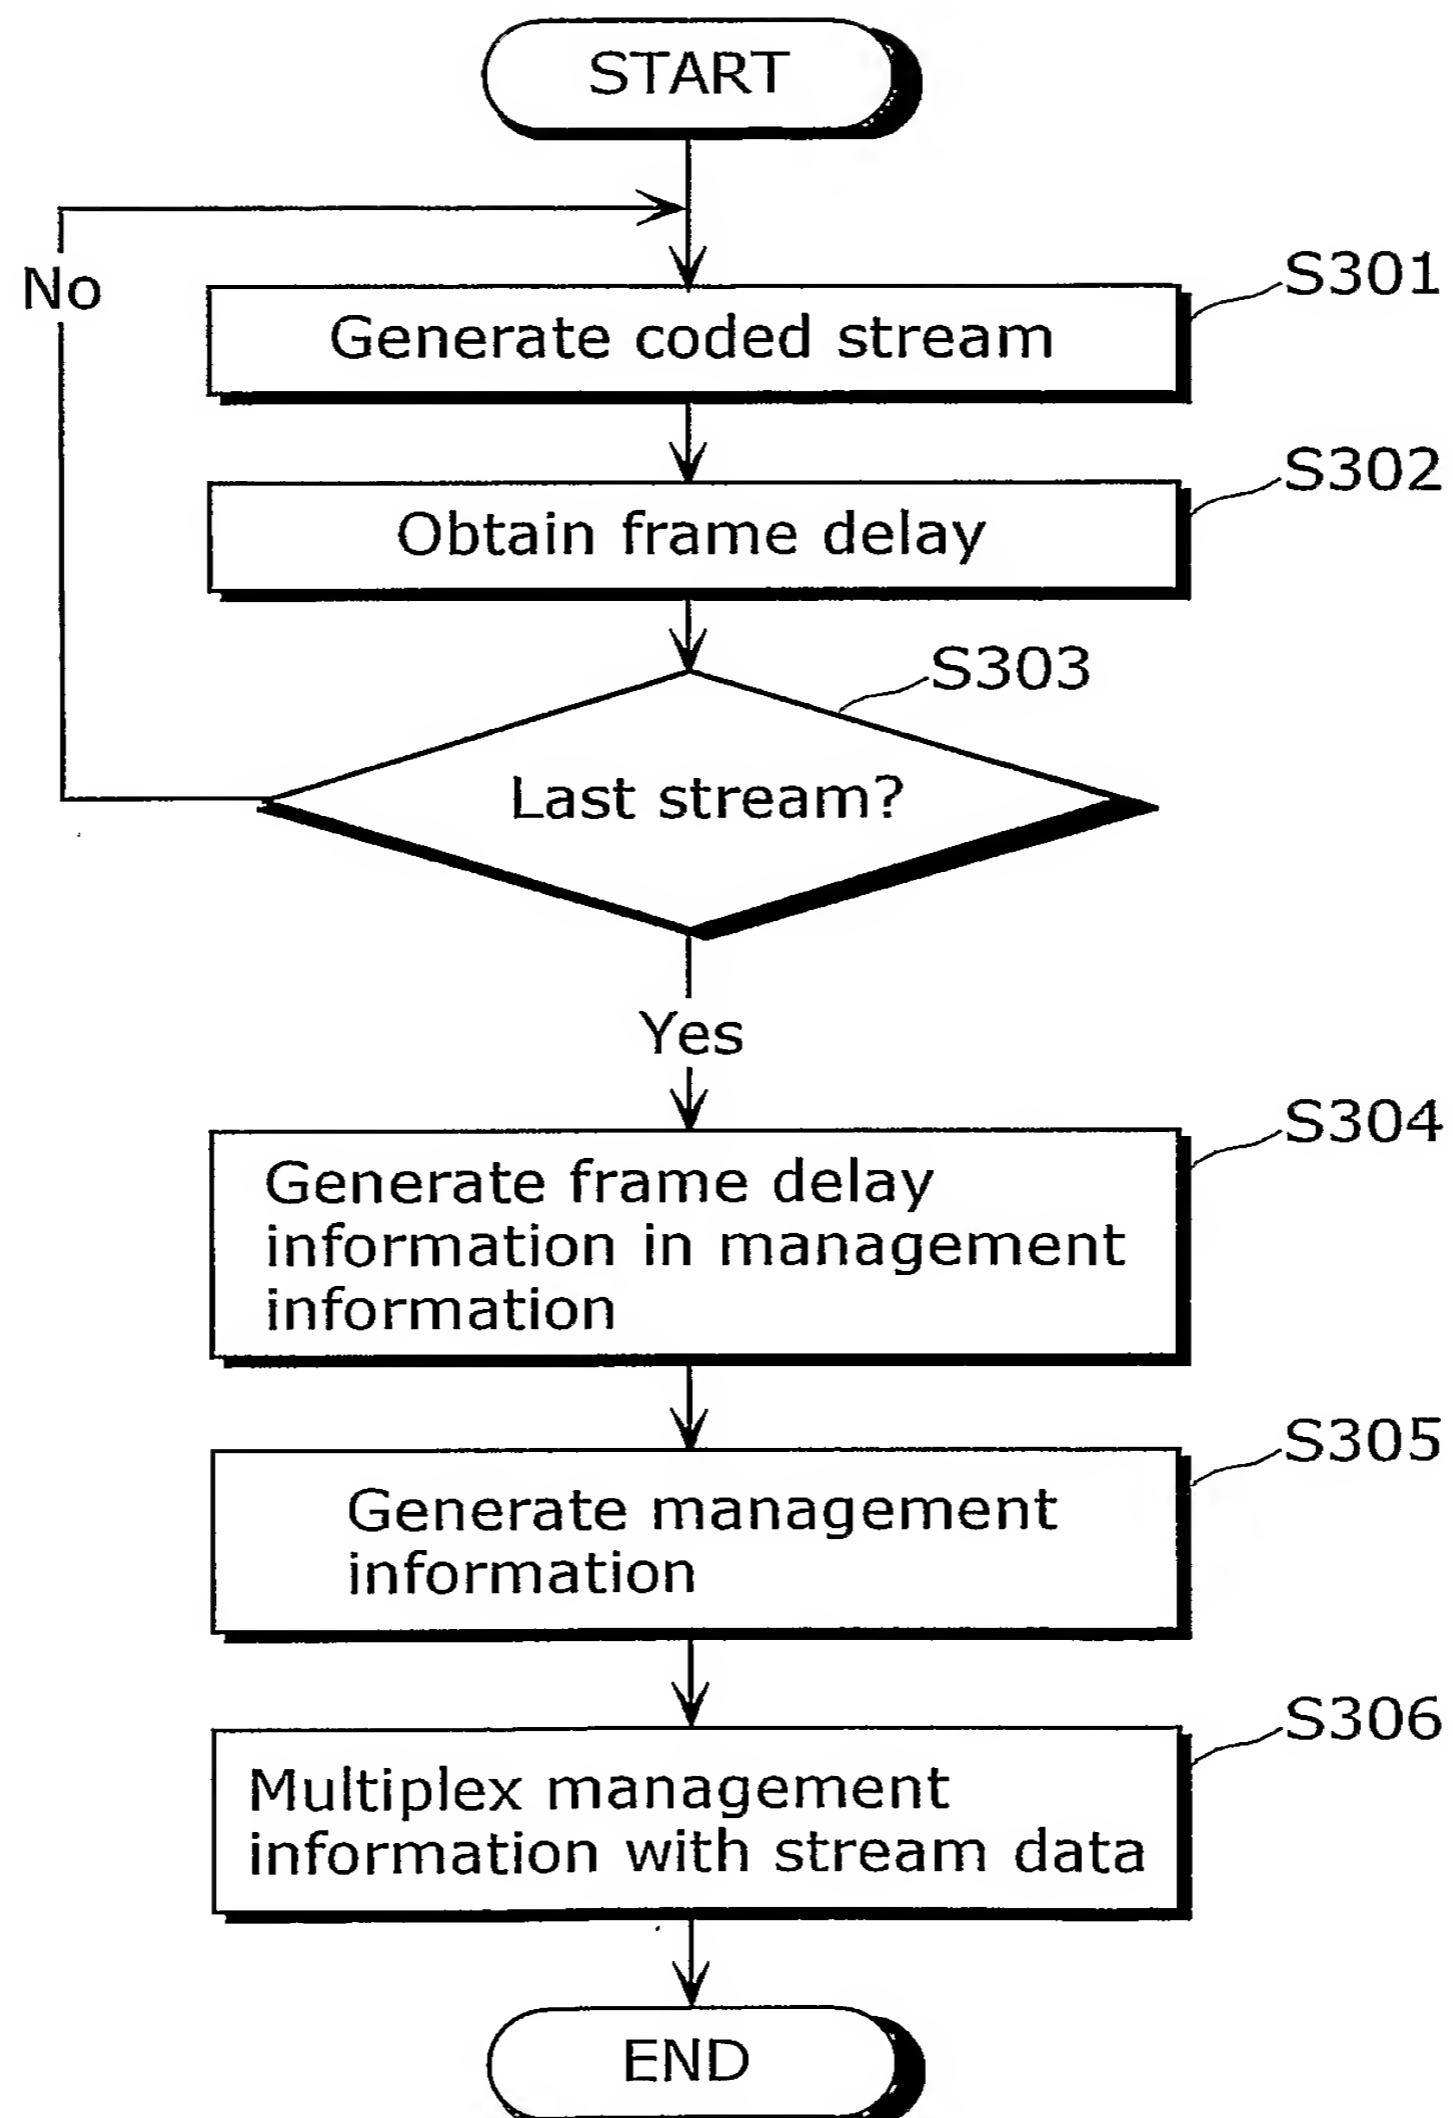 START
No
S301
Generate coded stream
S302
Obtain frame delay
S303
Last stream?
Yes
S304
Generate frame delay
information in management
information
S305
Generate management
information
S306
Multiplex management
information with stream data
END